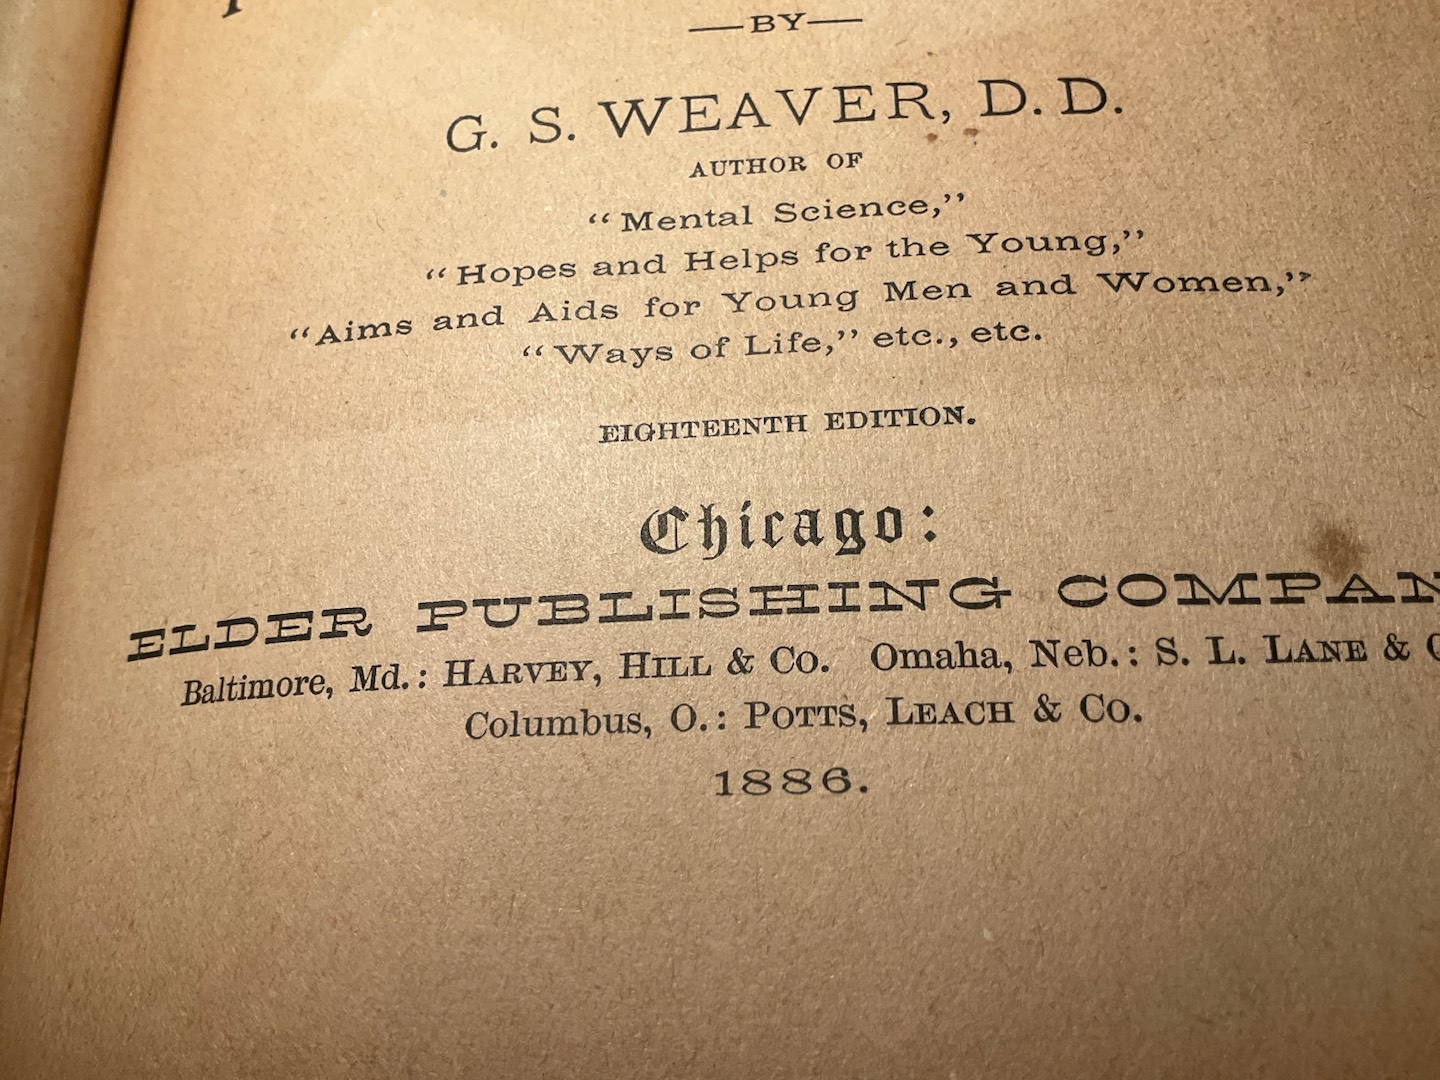 —BY—
G. S. WEAVER, D. D.
AUTHOR OF
“Mental Science,”
“Hopes and Helps for the Young,”
“Aims and Aids for Young Men and Women,”
“Ways of Life,” etc., etc.
EIGHTEENTH EDITION.
Chicago:
ELDER PUBLISHING COMPAN
Baltimore, Md.: HARVEY, HILL & Co. Omaha, Neb.: S. L. LANE & C
Columbus, O.: POTTS, LEACH & Co.
1886.